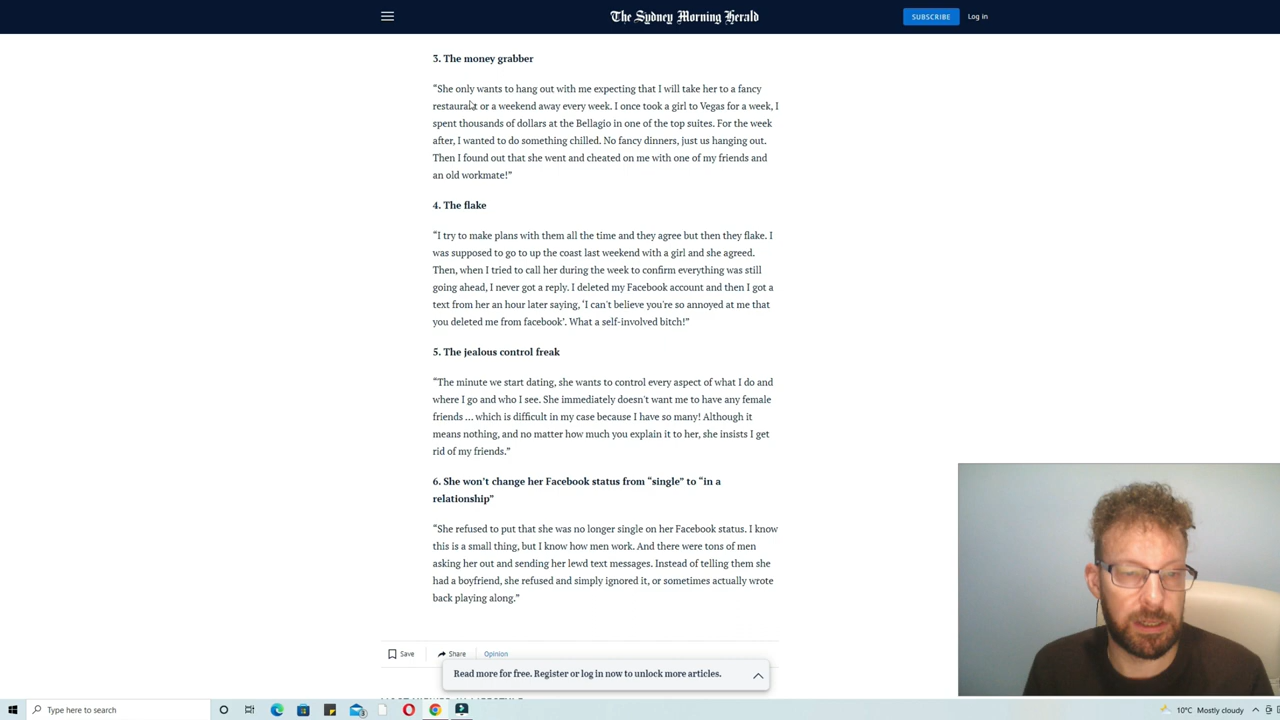 The Sydney Morning Herald
SUBSCRIBE
Log in
3. The money grabber
“She only wants to hang out with me expecting that I will take her to a fancy
restaurant or a weekend away every week. I once took a girl to Vegas for a week, I
spent thousands of dollars at the Bellagio in one of the top suites. For the week
after, I wanted to do something chilled. No fancy dinners, just us hanging out.
Then I found out that she went and cheated on me with one of my friends and
an old workmate!”
4. The flake
“I try to make plans with them all the time and they agree but then they flake. I
was supposed to go to up the coast last weekend with a girl and she agreed.
Then, when I tried to call her during the week to confirm everything was still
going ahead, I never got a reply. I deleted my Facebook account and then I got a
text from her an hour later saying, ‘I can't believe you're so annoyed at me that
you deleted me from facebook’. What a self-involved bitch!”
5. The jealous control freak
“The minute we start dating, she wants to control every aspect of what I do and
where I go and who I see. She immediately doesn't want me to have any female
friends ... which is difficult in my case because I have so many! Although it
means nothing, and no matter how much you explain it to her, she insists I get
rid of my friends.”
6. She won’t change her Facebook status from “single” to “in a
relationship”
“She refused to put that she was no longer single on her Facebook status. I know
this is a small thing, but I know how men work. And there were tons of men
asking her out and sending her lewd text messages. Instead of telling them she
had a boyfriend, she refused and simply ignored it, or sometimes actually wrote
back playing along.”
Save
Share
Opinion
Read more for free. Register or log in now to unlock more articles.
Type here to search
3
10°C Mostly cloudy